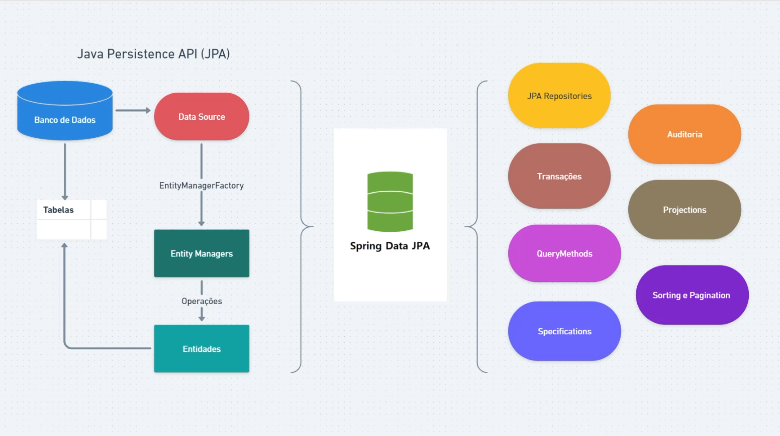 Java Persistence API (JPA)
Banco de Dados
Data Source
EntityManagerFactory
Tabelas
Entity Managers
Operações
Entidades
Spring Data JPA
JPA Repositories
Auditoria
Transações
Projections
QueryMethods
Sorting e Pagination
Specifications